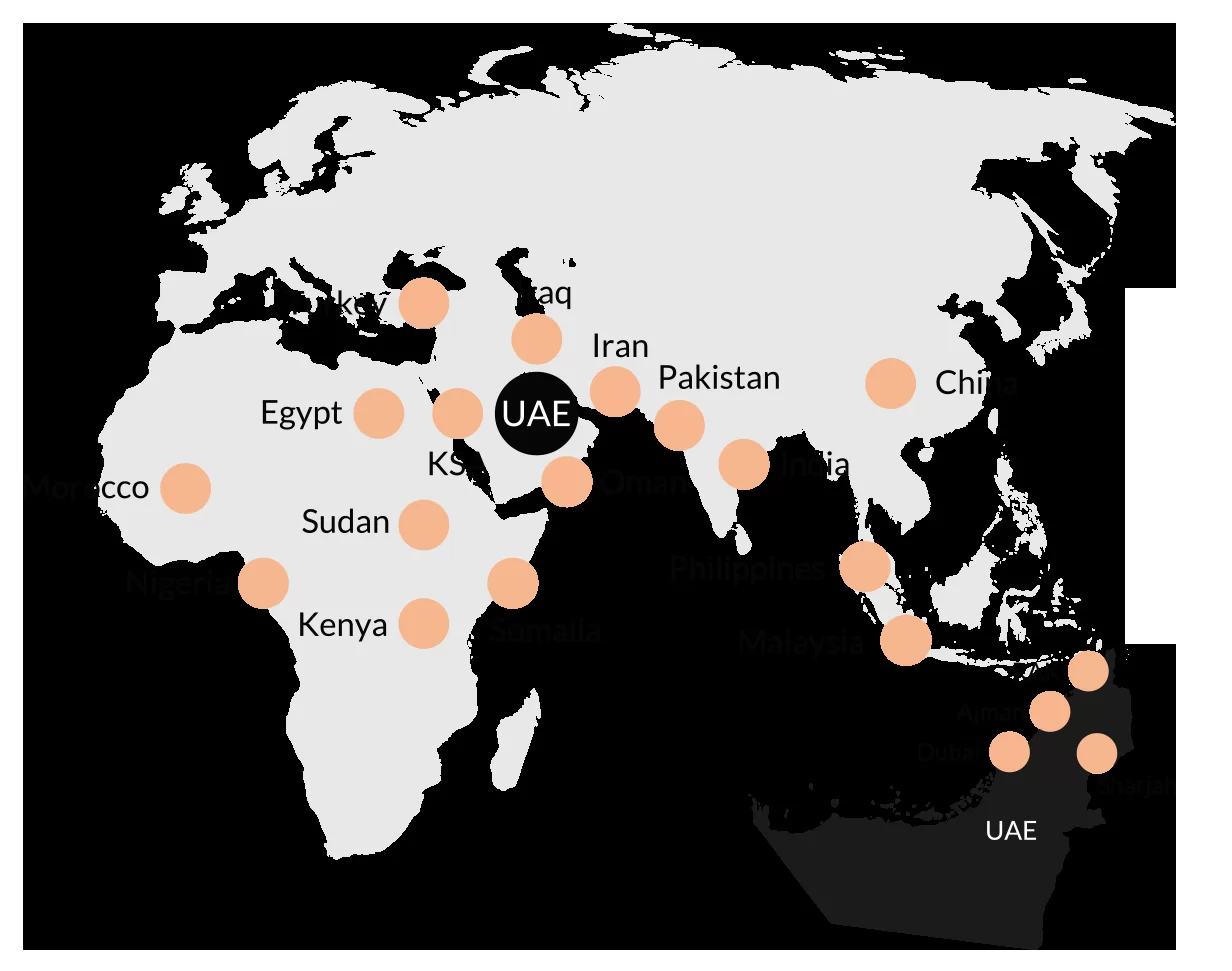 Turkey
Iraq
Iran
Pakistan
China
Egypt
UAE
KS
India
Morocco
Oman
Sudan
Philippines
Nigeria
Kenya
Somalia
Malaysia
Ajman
Dubai
Sharjah
UAE